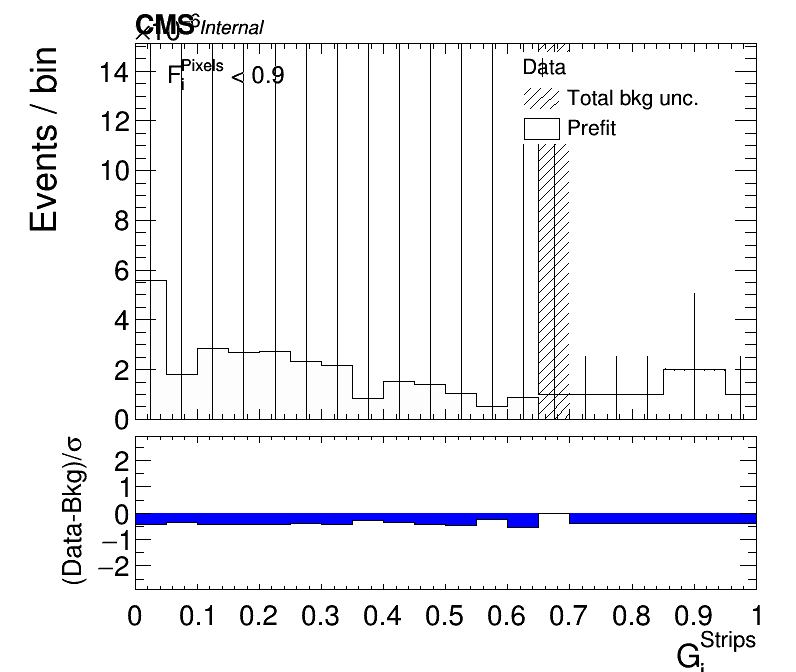 CMS Internal
×10⁻⁶
F_i^Pixels < 0.9
Data
Total bkg unc.
Prefit
Events / bin
14
12
10
8
6
4
2
0
(Data-Bkg)/σ
2
1
0
−1
−2
0 0.1 0.2 0.3 0.4 0.5 0.6 0.7 0.8 0.9 1
G_i^Strips